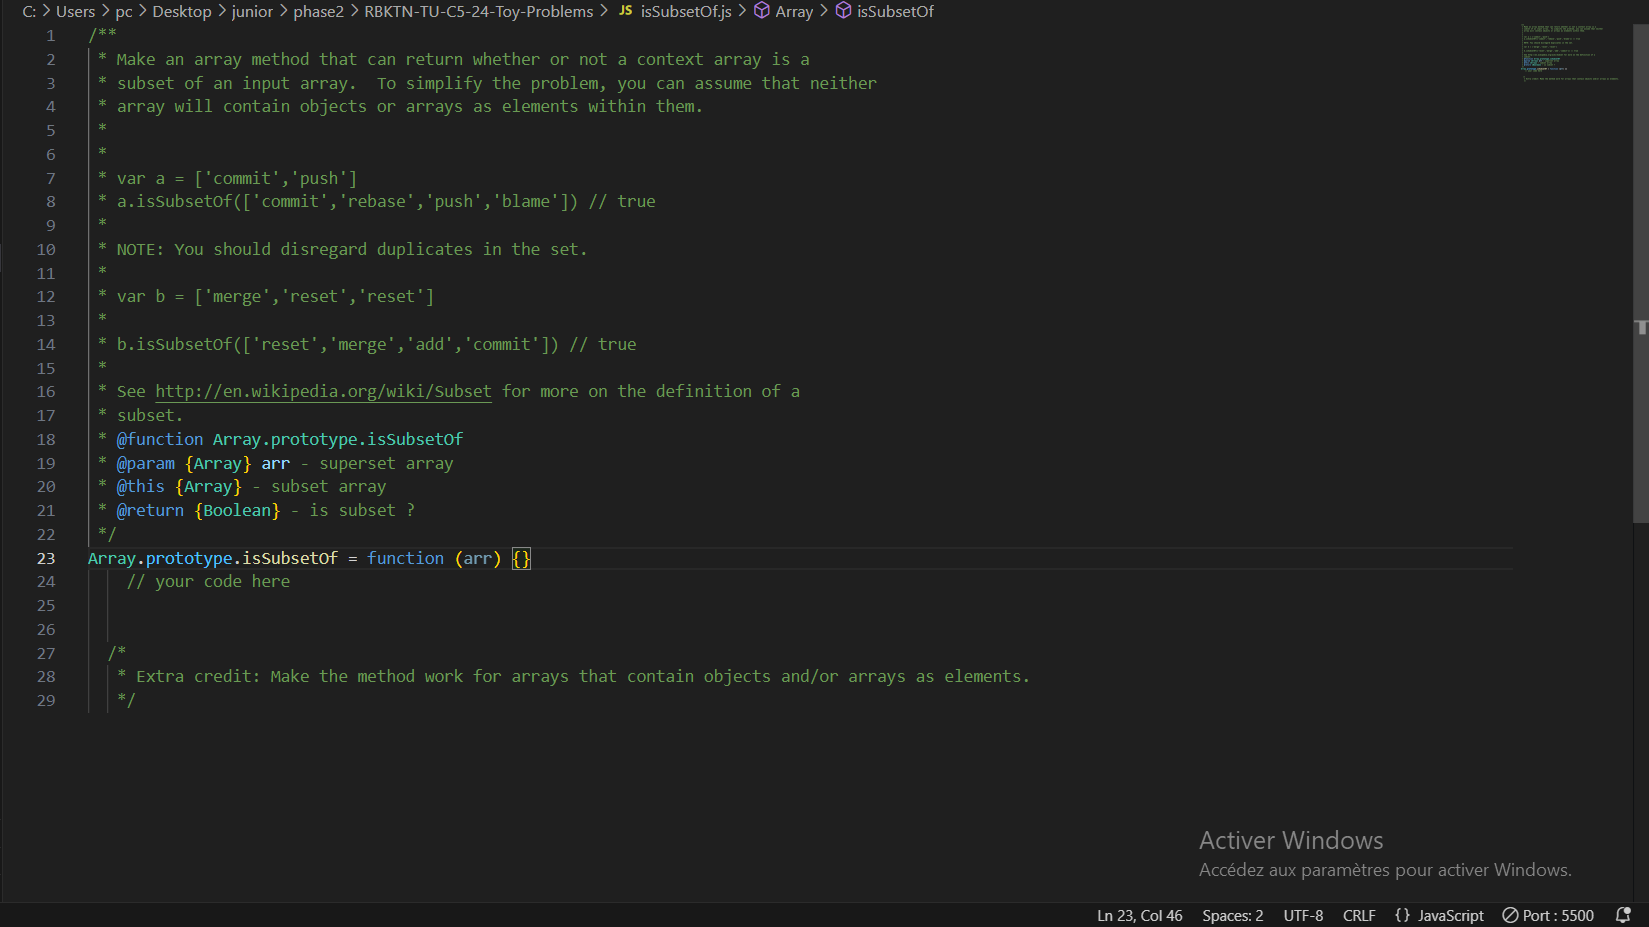 C: > Users > pc > Desktop > junior > phase2 > RBKTN-TU-C5-24-Toy-Problems > JS isSubsetOf.js > Array > isSubsetOf
1 /**
2 * Make an array method that can return whether or not a context array is a
3 * subset of an input array.  To simplify the problem, you can assume that neither
4 * array will contain objects or arrays as elements within them.
5 *
6 *
7 * var a = ['commit','push']
8 * a.isSubsetOf(['commit','rebase','push','blame']) // true
9 *
10 * NOTE: You should disregard duplicates in the set.
11 *
12 * var b = ['merge','reset','reset']
13 *
14 * b.isSubsetOf(['reset','merge','add','commit']) // true
15 *
16 * See http://en.wikipedia.org/wiki/Subset for more on the definition of a
17 * subset.
18 * @function Array.prototype.isSubsetOf
19 * @param {Array} arr - superset array
20 * @this {Array} - subset array
21 * @return {Boolean} - is subset ?
22 */
23 Array.prototype.isSubsetOf = function (arr) {}
24 // your code here
25
26
27 /*
28 * Extra credit: Make the method work for arrays that contain objects and/or arrays as elements.
29 */
Activer Windows
Accédez aux paramètres pour activer Windows.
Ln 23, Col 46 Spaces: 2 UTF-8 CRLF {} JavaScript Port : 5500